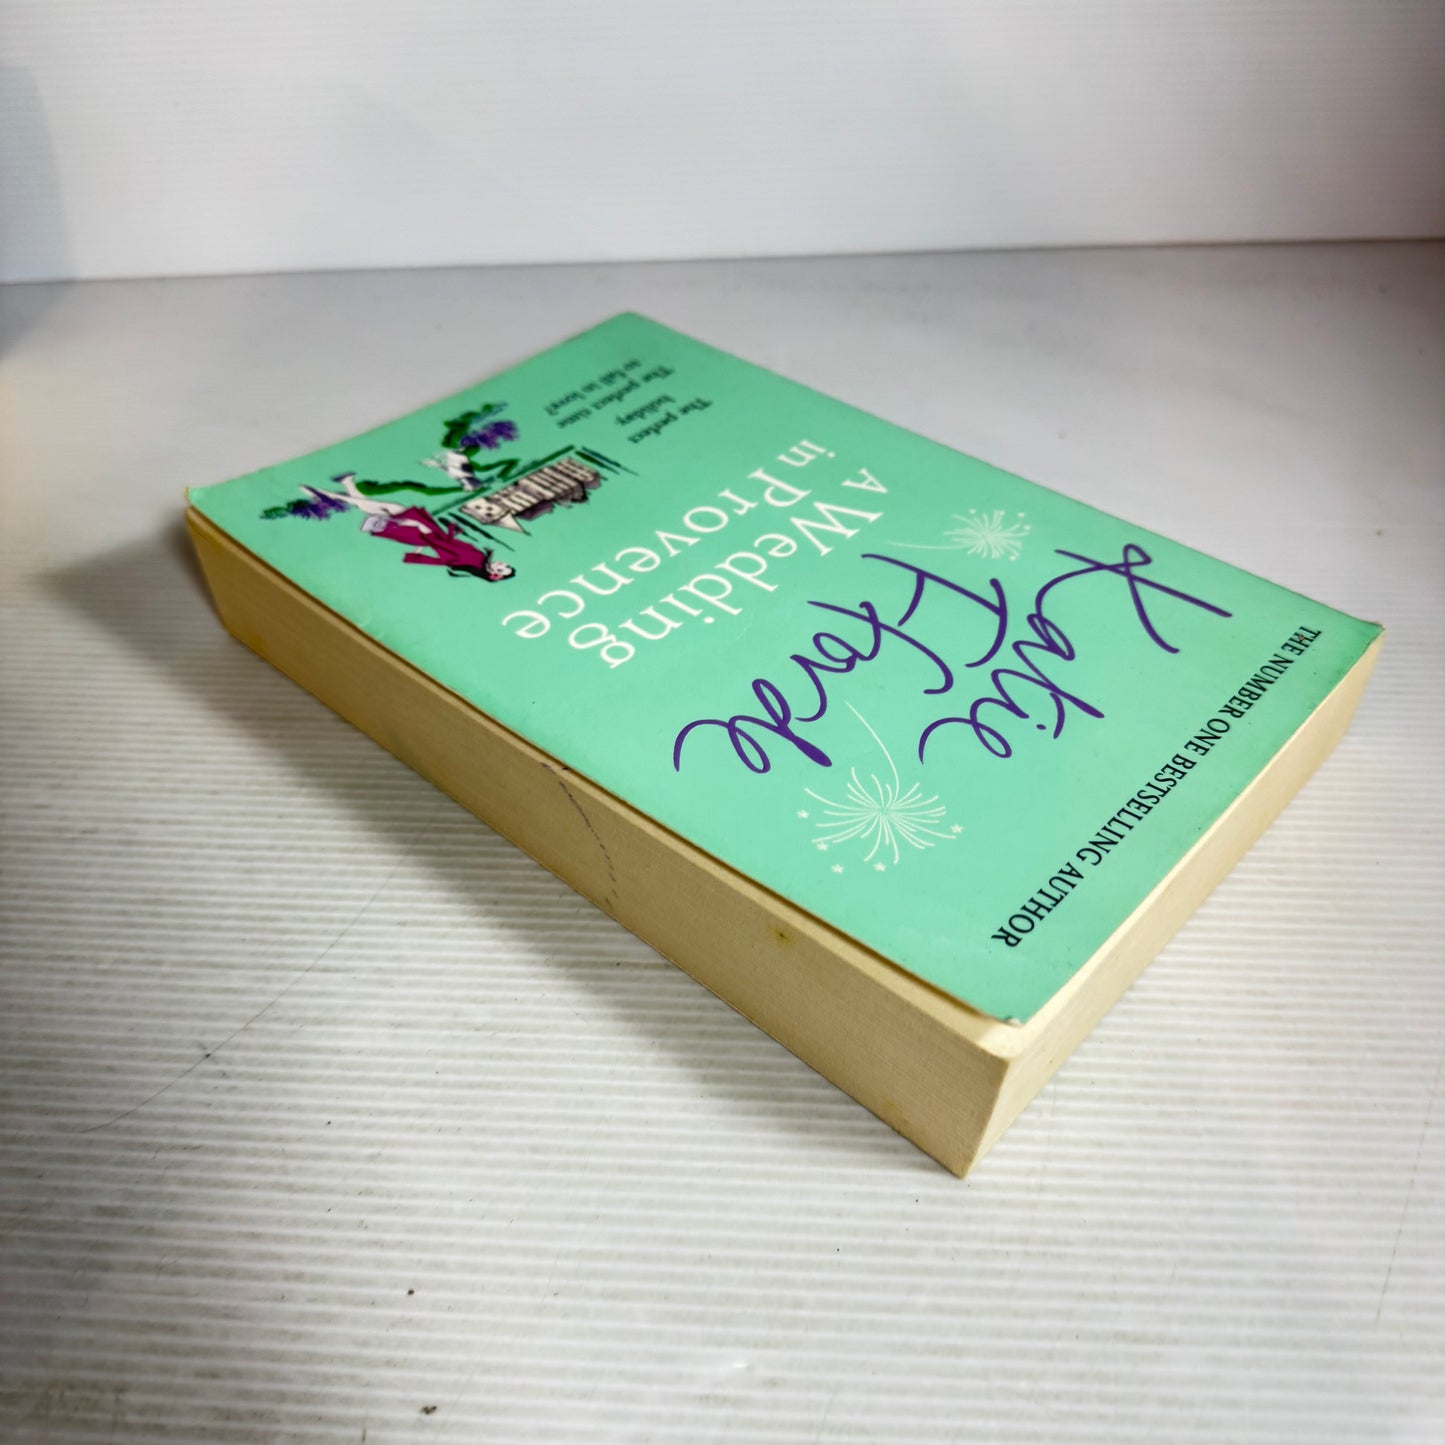 THE NUMBER ONE BESTSELLING AUTHOR
Katie
Fforde
A Wedding
in Provence
The perfect
holiday.
The perfect time
to fall in love?